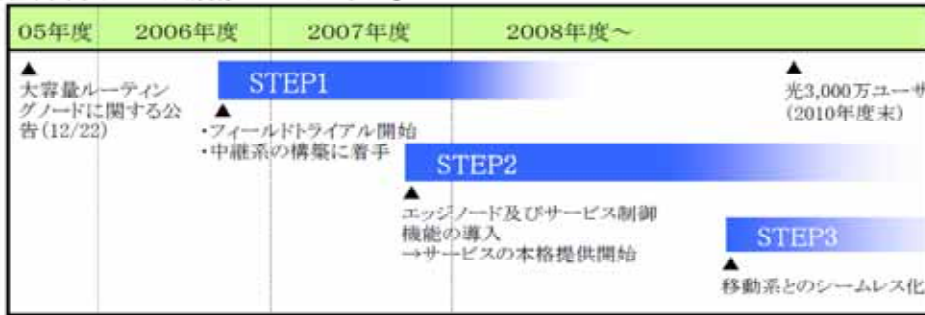 05年度 2006年度 2007年度 2008年度～
▲
大容量ルーティン
グノードに関する公
告(12/22)
STEP1
▲
・フィールドトライアル開始
・中継系の構築に着手
▲
光3,000万ユーザ
(2010年度末)
STEP2
▲
エッジノード及びサービス制御
機能の導入
→サービスの本格提供開始
STEP3
▲
移動系とのシームレス化